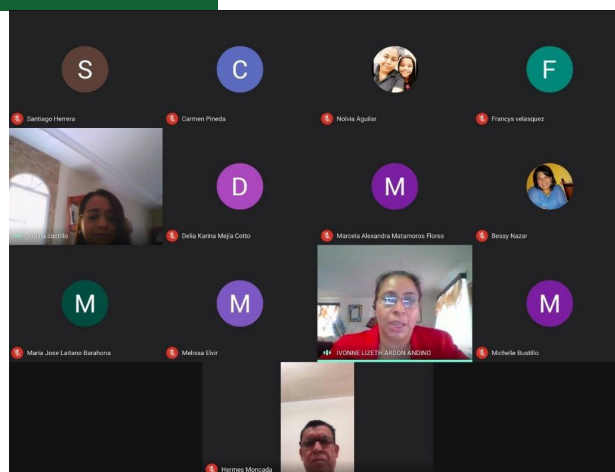 S
C
F
Santiago Herrera
Carmen Pineda
Nolvia Aguilar
Francys velasquez
D
M
castillo
Delia Karina Mejía Cotto
Marcela Alexandra Matamoros Flores
Bessy Nazar
M
M
M
Maria Jose Laitano Barahona
Melissa Elvir
IVONNE LIZETH ARDON ANDINO
Michelle Bustillo
Hermes Moncada